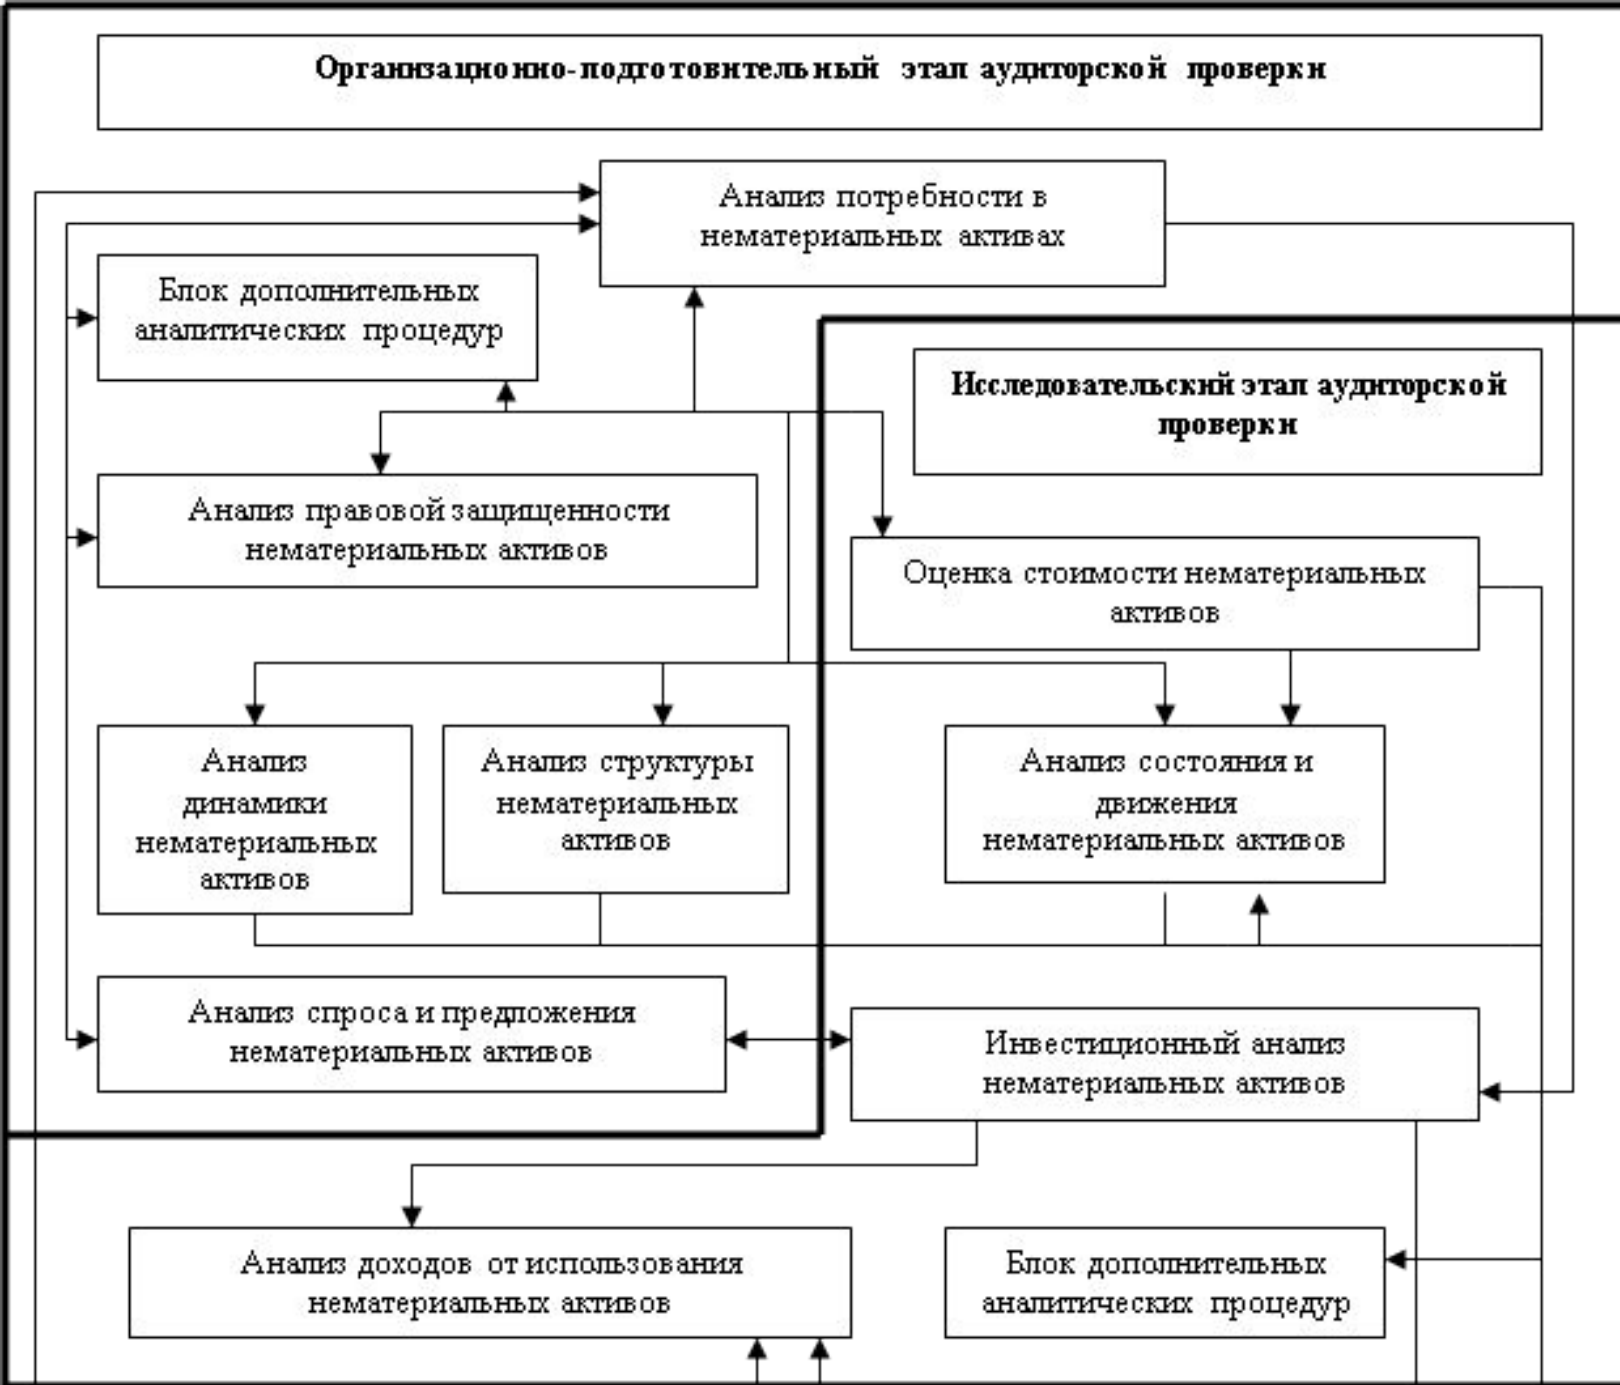 Организационно-подготовительный этап аудиторской проверки
Анализ потребности в
нематериальных активах
Блок дополнительных
аналитических процедур
Исследовательский этап аудиторской
проверки
Анализ правовой защищенности
нематериальных активов
Оценка стоимости нематериальных
активов
Анализ
динамики
нематериальных
активов
Анализ структуры
нематериальных
активов
Анализ состояния и
движения
нематериальных активов
Анализ спроса и предложения
нематериальных активов
Инвестиционный анализ
нематериальных активов
Анализ доходов от использования
нематериальных активов
Блок дополнительных
аналитических процедур